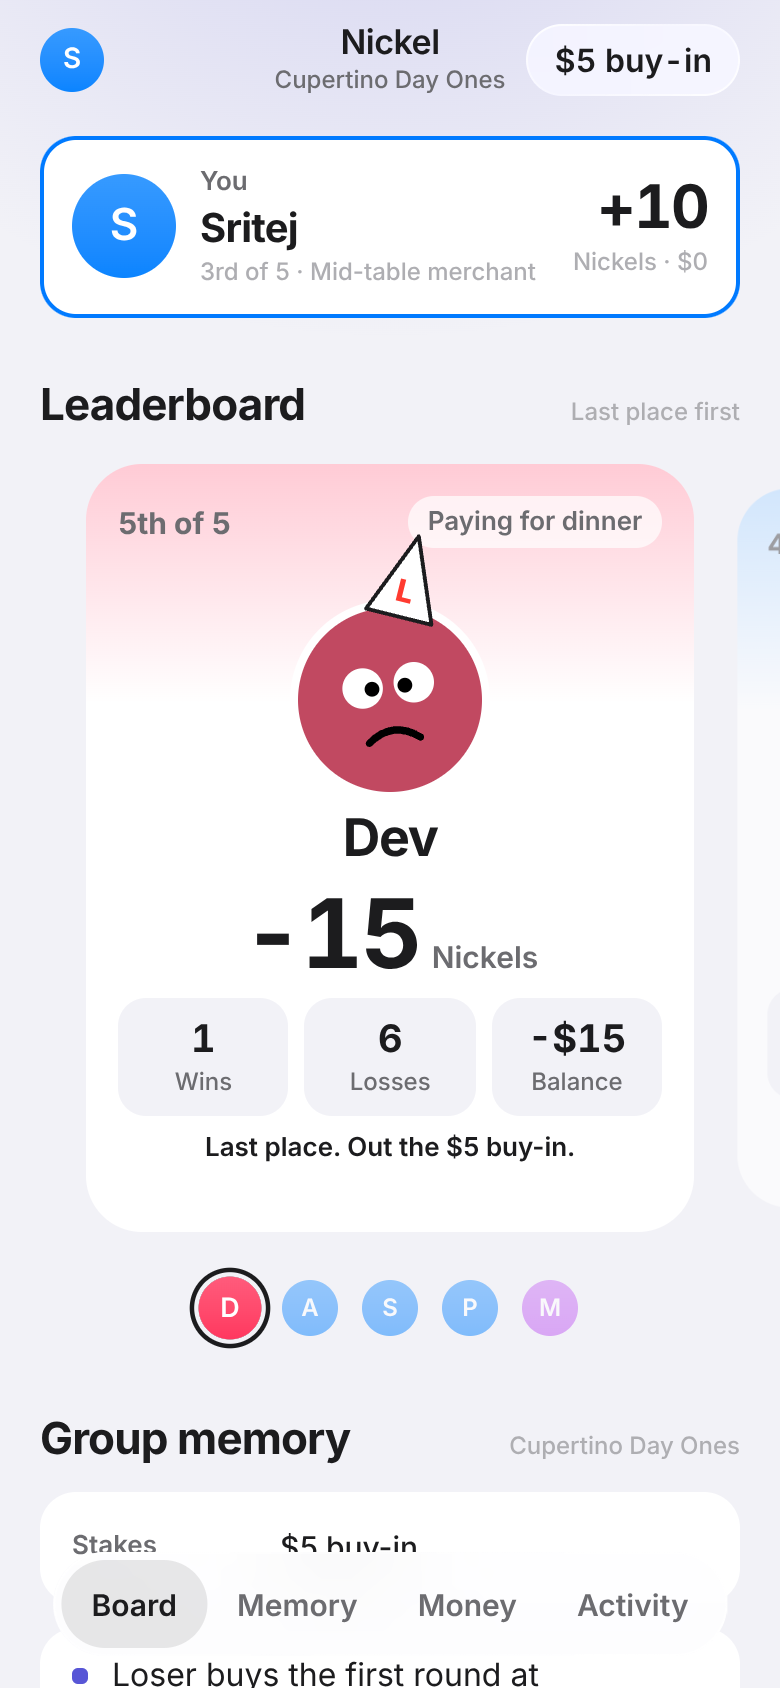 S
Nickel
Cupertino Day Ones
$5 buy-in
S
You
Sritej
3rd of 5 · Mid-table merchant
+10
Nickels · $0
Leaderboard
Last place first
5th of 5
Paying for dinner
4
L
Dev
-15 Nickels
1
Wins
6
Losses
-$15
Balance
Last place. Out the $5 buy-in.
D A S P M
Group memory
Cupertino Day Ones
Stakes
$5 buy-in
Board Memory Money Activity
Loser buys the first round at